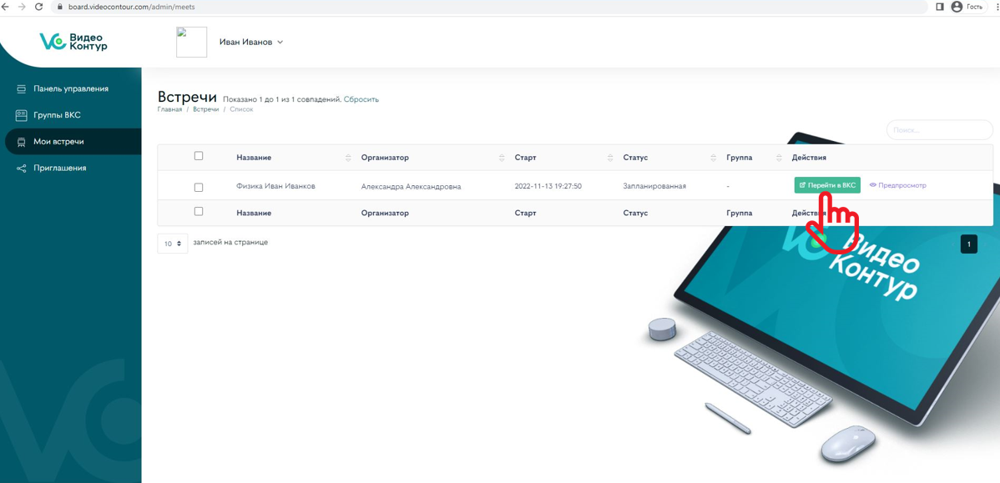 board.videocontour.com/admin/meets
Гость
Видео
Контур
Иван Иванов
Панель управления
Группы ВКС
Мои встречи
Приглашения
Встречи Показано 1 до 1 из 1 совпадений. Сбросить
Главная / Встречи / Список
Поиск...
Название Организатор Старт Статус Группа Действия
Физика Иван Иванков Александра Александровна 2022-11-13 19:27:50 Запланированная - Перейти в ВКС Предпросмотр
Название Организатор Старт Статус Группа Действия
10 записей на странице
1
Видео
Контур